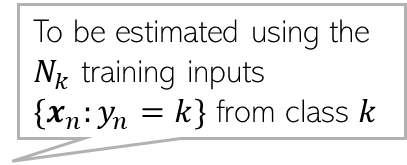 To be estimated using the
N_k training inputs
{x_n: y_n = k} from class k